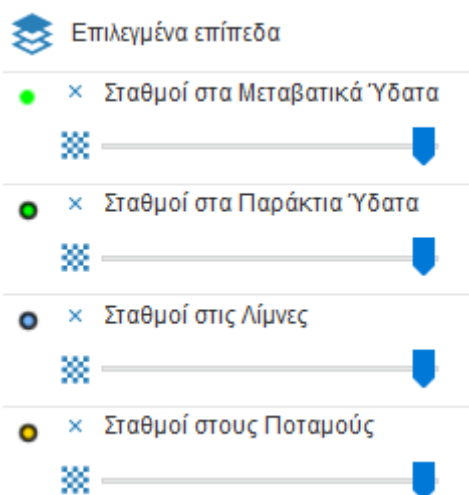 Επιλεγμένα επίπεδα
Σταθμοί στα Μεταβατικά Ύδατα
Σταθμοί στα Παράκτια Ύδατα
Σταθμοί στις Λίμνες
Σταθμοί στους Ποταμούς